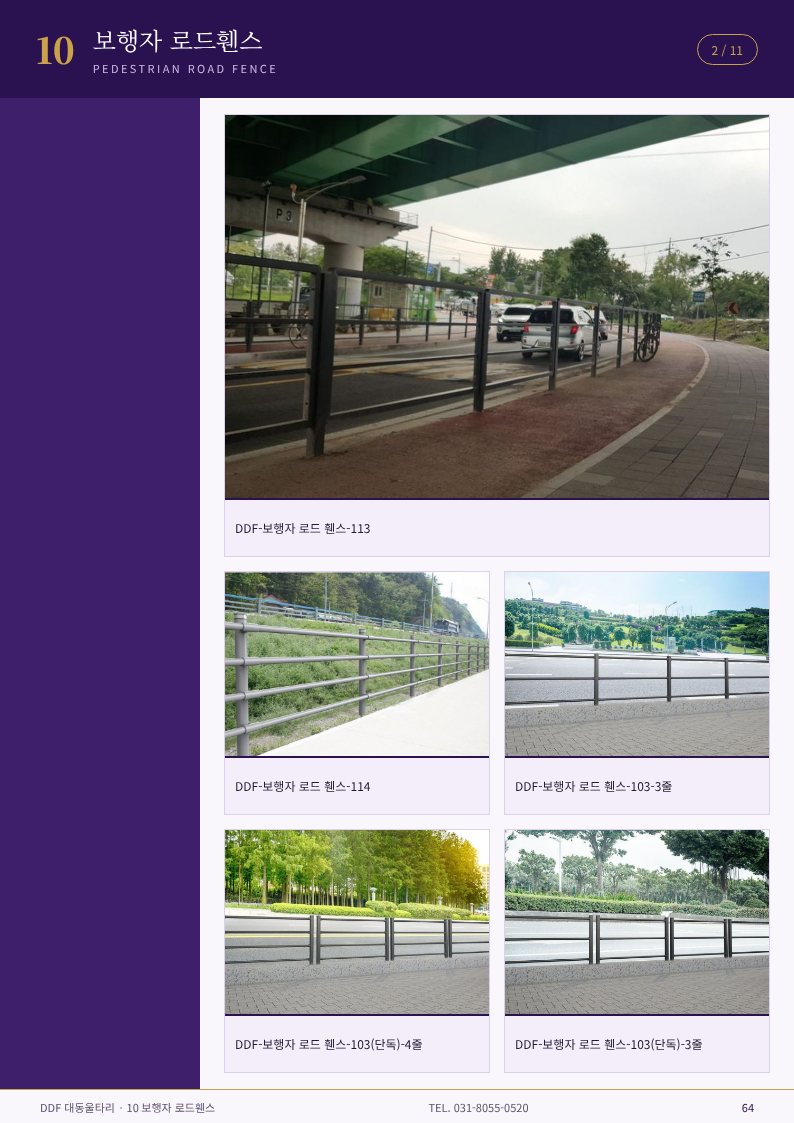 10
보행자 로드휀스
PEDESTRIAN ROAD FENCE
2 / 11
P 3
DDF-보행자 로드 휀스-113
DDF-보행자 로드 휀스-114
DDF-보행자 로드 휀스-103-3줄
DDF-보행자 로드 휀스-103(단독)-4줄
DDF-보행자 로드 휀스-103(단독)-3줄
DDF 대동울타리 · 10 보행자 로드휀스
TEL. 031-8055-0520
64